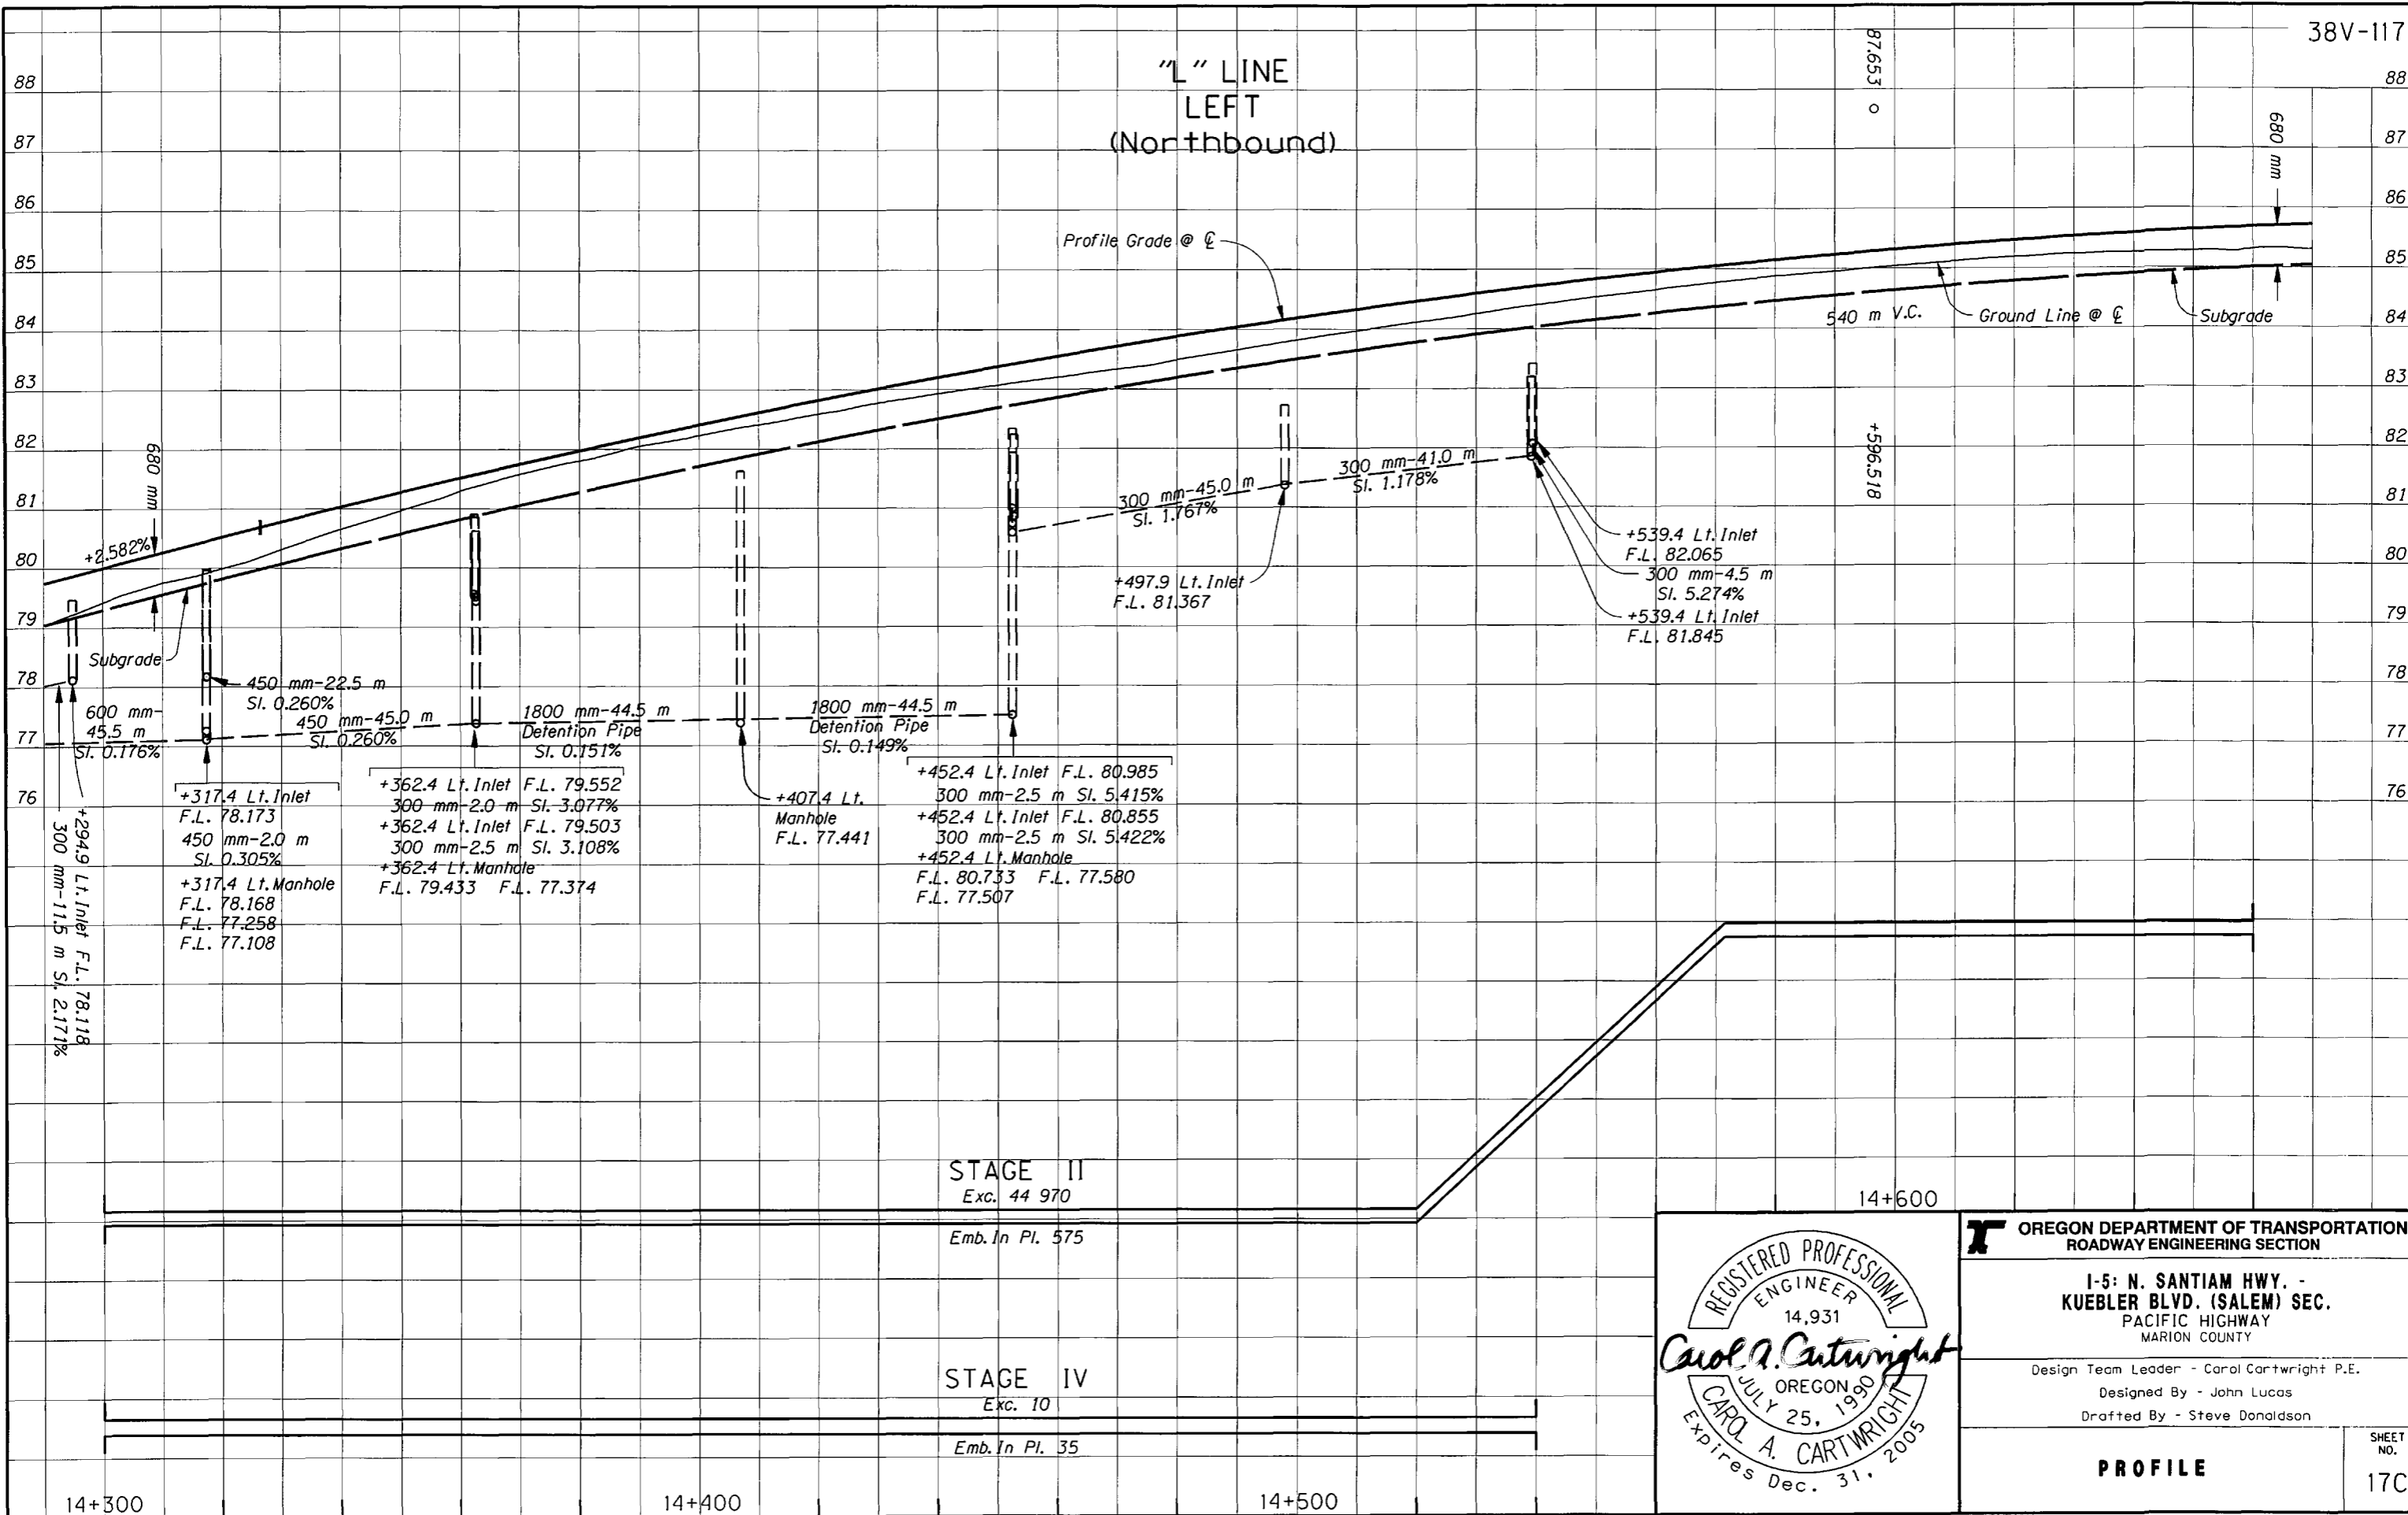 38V-117
"L" LINE
LEFT
(Northbound)
87.653
+596.518
88
87
86
85
84
83
82
81
80
79
78
77
76
88
87
86
85
84
83
82
81
80
79
78
77
76
680 mm
680 mm
Profile Grade @ ℄
540 m V.C.
Ground Line @ ℄
Subgrade
+2.582%
Subgrade
600 mm-
45.5 m
Sl. 0.176%
450 mm-22.5 m
Sl. 0.260%
450 mm-45.0 m
Sl. 0.260%
1800 mm-44.5 m
Detention Pipe
Sl. 0.151%
1800 mm-44.5 m
Detention Pipe
Sl. 0.149%
300 mm-45.0 m
Sl. 1.767%
300 mm-41.0 m
Sl. 1.178%
+539.4 Lt. Inlet
F.L. 82.065
300 mm-4.5 m
Sl. 5.274%
+539.4 Lt. Inlet
F.L. 81.845
+497.9 Lt. Inlet
F.L. 81.367
+294.9 Lt. Inlet F.L. 78.118
300 mm-11.5 m Sl. 2.171%
+317.4 Lt. Inlet
F.L. 78.173
450 mm-2.0 m
Sl. 0.305%
+317.4 Lt. Manhole
F.L. 78.168
F.L. 77.258
F.L. 77.108
+362.4 Lt. Inlet F.L. 79.552
300 mm-2.0 m Sl. 3.077%
+362.4 Lt. Inlet F.L. 79.503
300 mm-2.5 m Sl. 3.108%
+362.4 Lt. Manhole
F.L. 79.433 F.L. 77.374
+407.4 Lt.
Manhole
F.L. 77.441
+452.4 Lt. Inlet F.L. 80.985
300 mm-2.5 m Sl. 5.415%
+452.4 Lt. Inlet F.L. 80.855
300 mm-2.5 m Sl. 5.422%
+452.4 Lt. Manhole
F.L. 80.733 F.L. 77.580
F.L. 77.507
STAGE II
Exc. 44 970
Emb. In Pl. 575
STAGE IV
Exc. 10
Emb. In Pl. 35
14+300
14+400
14+500
14+600
REGISTERED PROFESSIONAL
ENGINEER
14,931
Carol A. Cartwright
OREGON
JULY 25, 1990
CAROL A. CARTWRIGHT
Expires Dec. 31, 2005
OREGON DEPARTMENT OF TRANSPORTATION
ROADWAY ENGINEERING SECTION
I-5: N. SANTIAM HWY. -
KUEBLER BLVD. (SALEM) SEC.
PACIFIC HIGHWAY
MARION COUNTY
Design Team Leader - Carol Cartwright P.E.
Designed By - John Lucas
Drafted By - Steve Donaldson
PROFILE
SHEET
NO.
17C